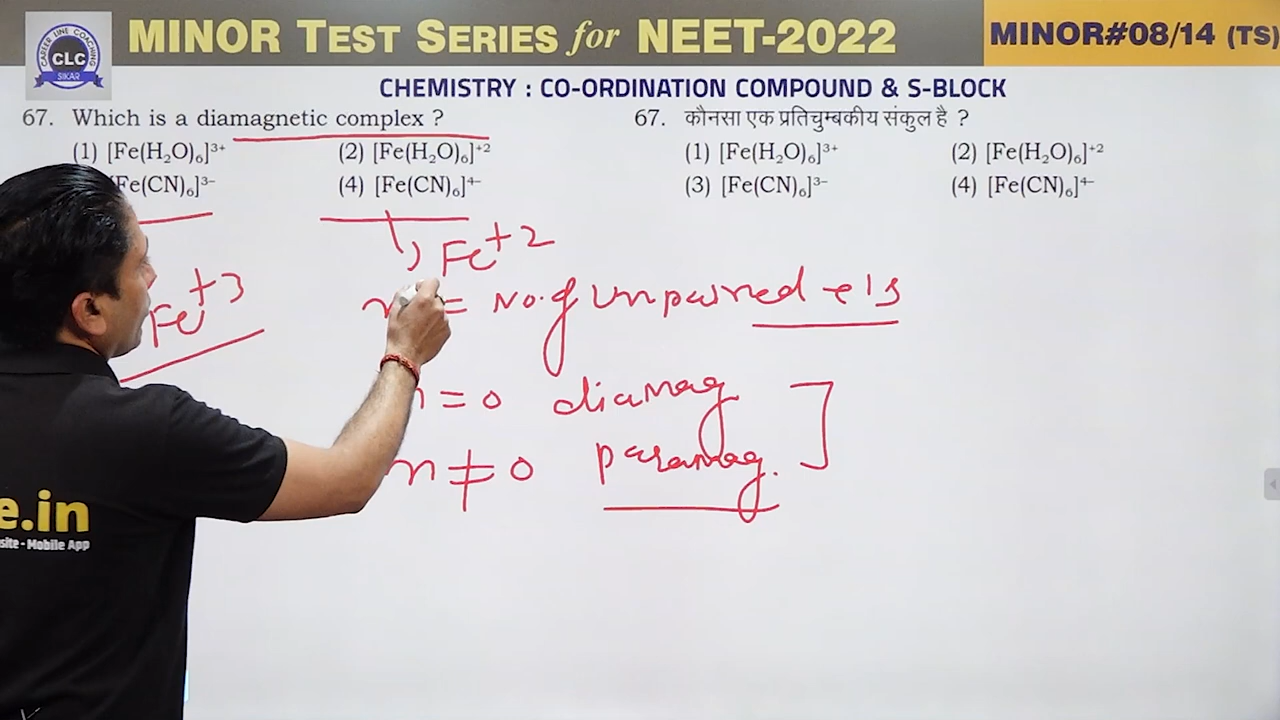 CAREER LINE COACHING
CLC
SIKAR
MINOR TEST SERIES for NEET-2022
MINOR#08/14 (TS)
CHEMISTRY : CO-ORDINATION COMPOUND & S-BLOCK
67. Which is a diamagnetic complex ?
(1) [Fe(H₂O)₆]³⁺ (2) [Fe(H₂O)₆]⁺²
[Fe(CN)₆]³⁻ (4) [Fe(CN)₆]⁴⁻
67. कौनसा एक प्रतिचुम्बकीय संकुल है ?
(1) [Fe(H₂O)₆]³⁺ (2) [Fe(H₂O)₆]⁺²
(3) [Fe(CN)₆]³⁻ (4) [Fe(CN)₆]⁴⁻
Fe⁺²
Fe⁺³
n = No. of unpaired e's
n = 0 diamag
n ≠ 0 paramag.
e.in
site - Mobile App